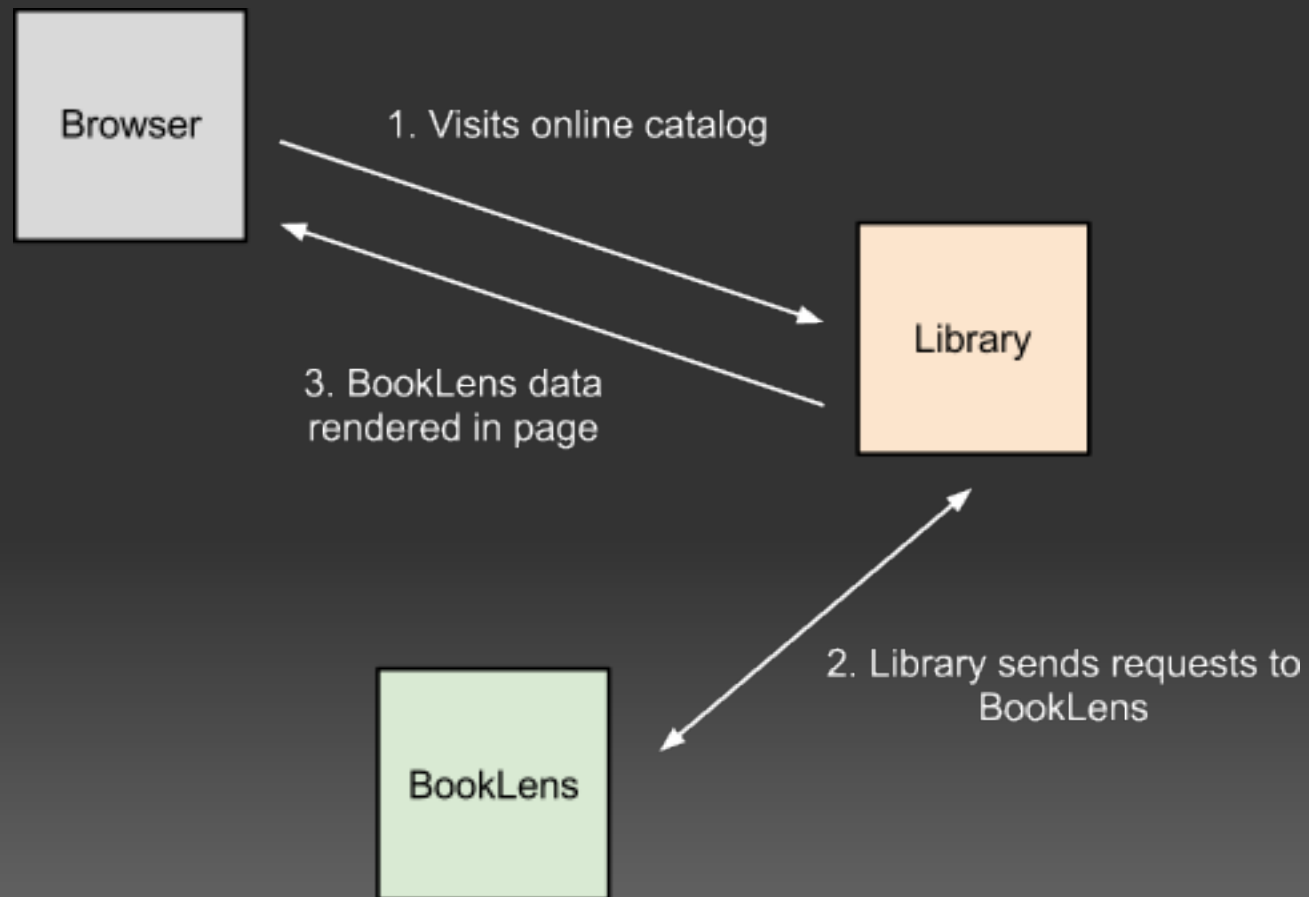 Browser
1. Visits online catalog
Library
3. BookLens data
rendered in page
2. Library sends requests to
BookLens
BookLens